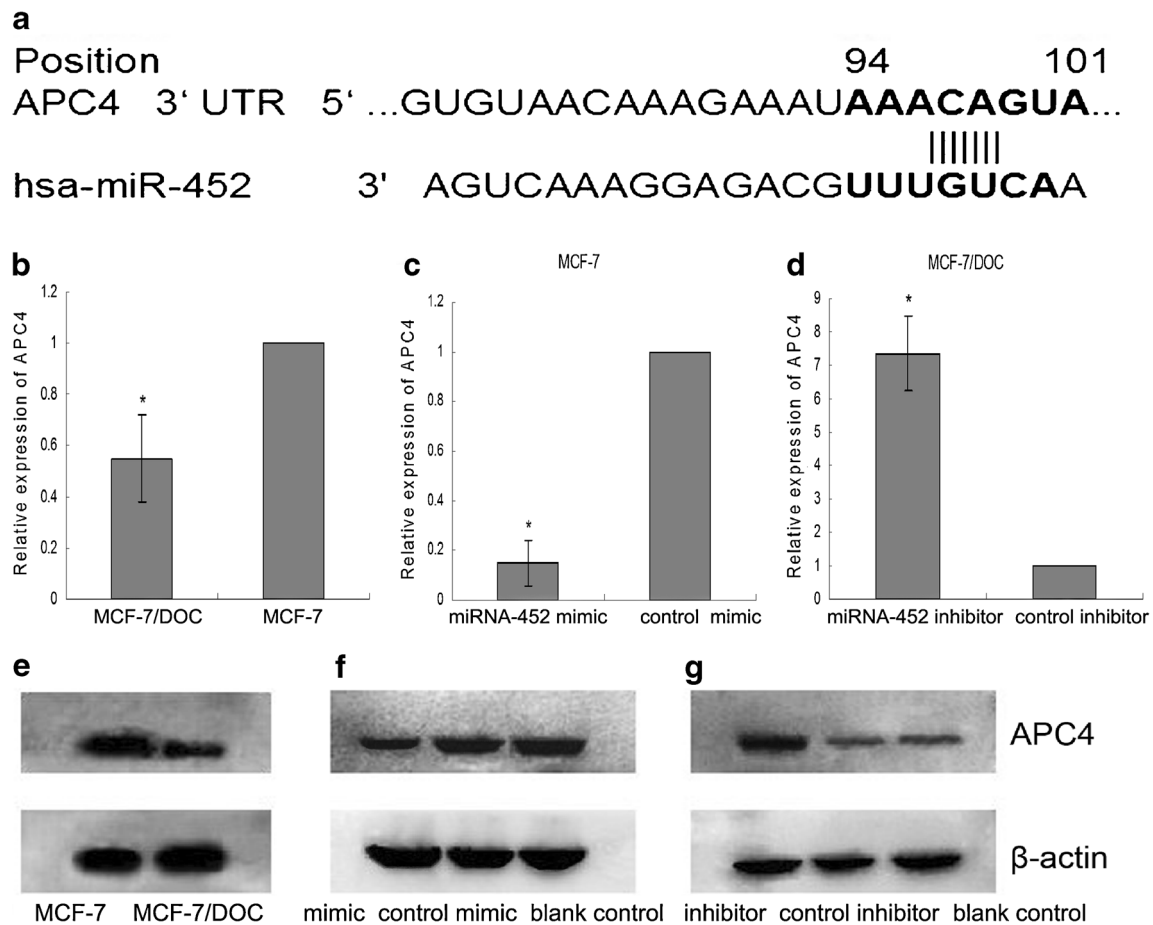 a
Position 94 101
APC4 3‘ UTR 5‘ ...GUGUAACAAAGAAAUAAACAGUA...
hsa-miR-452 3' AGUCAAAGGAGACGUUUGUCAA
b
Relative expression of APC4
1.2
1
0.8
0.6
0.4
0.2
0
*
MCF-7/DOC MCF-7
c
MCF-7
Relative expression of APC4
1.2
1
0.8
0.6
0.4
0.2
0
*
miRNA-452 mimic control mimic
d
MCF-7/DOC
Relative expression of APC4
9
8
7
6
5
4
3
2
1
0
*
miRNA-452 inhibitor control inhibitor
e
f
g
APC4
β-actin
MCF-7 MCF-7/DOC
mimic control mimic blank control
inhibitor control inhibitor blank control